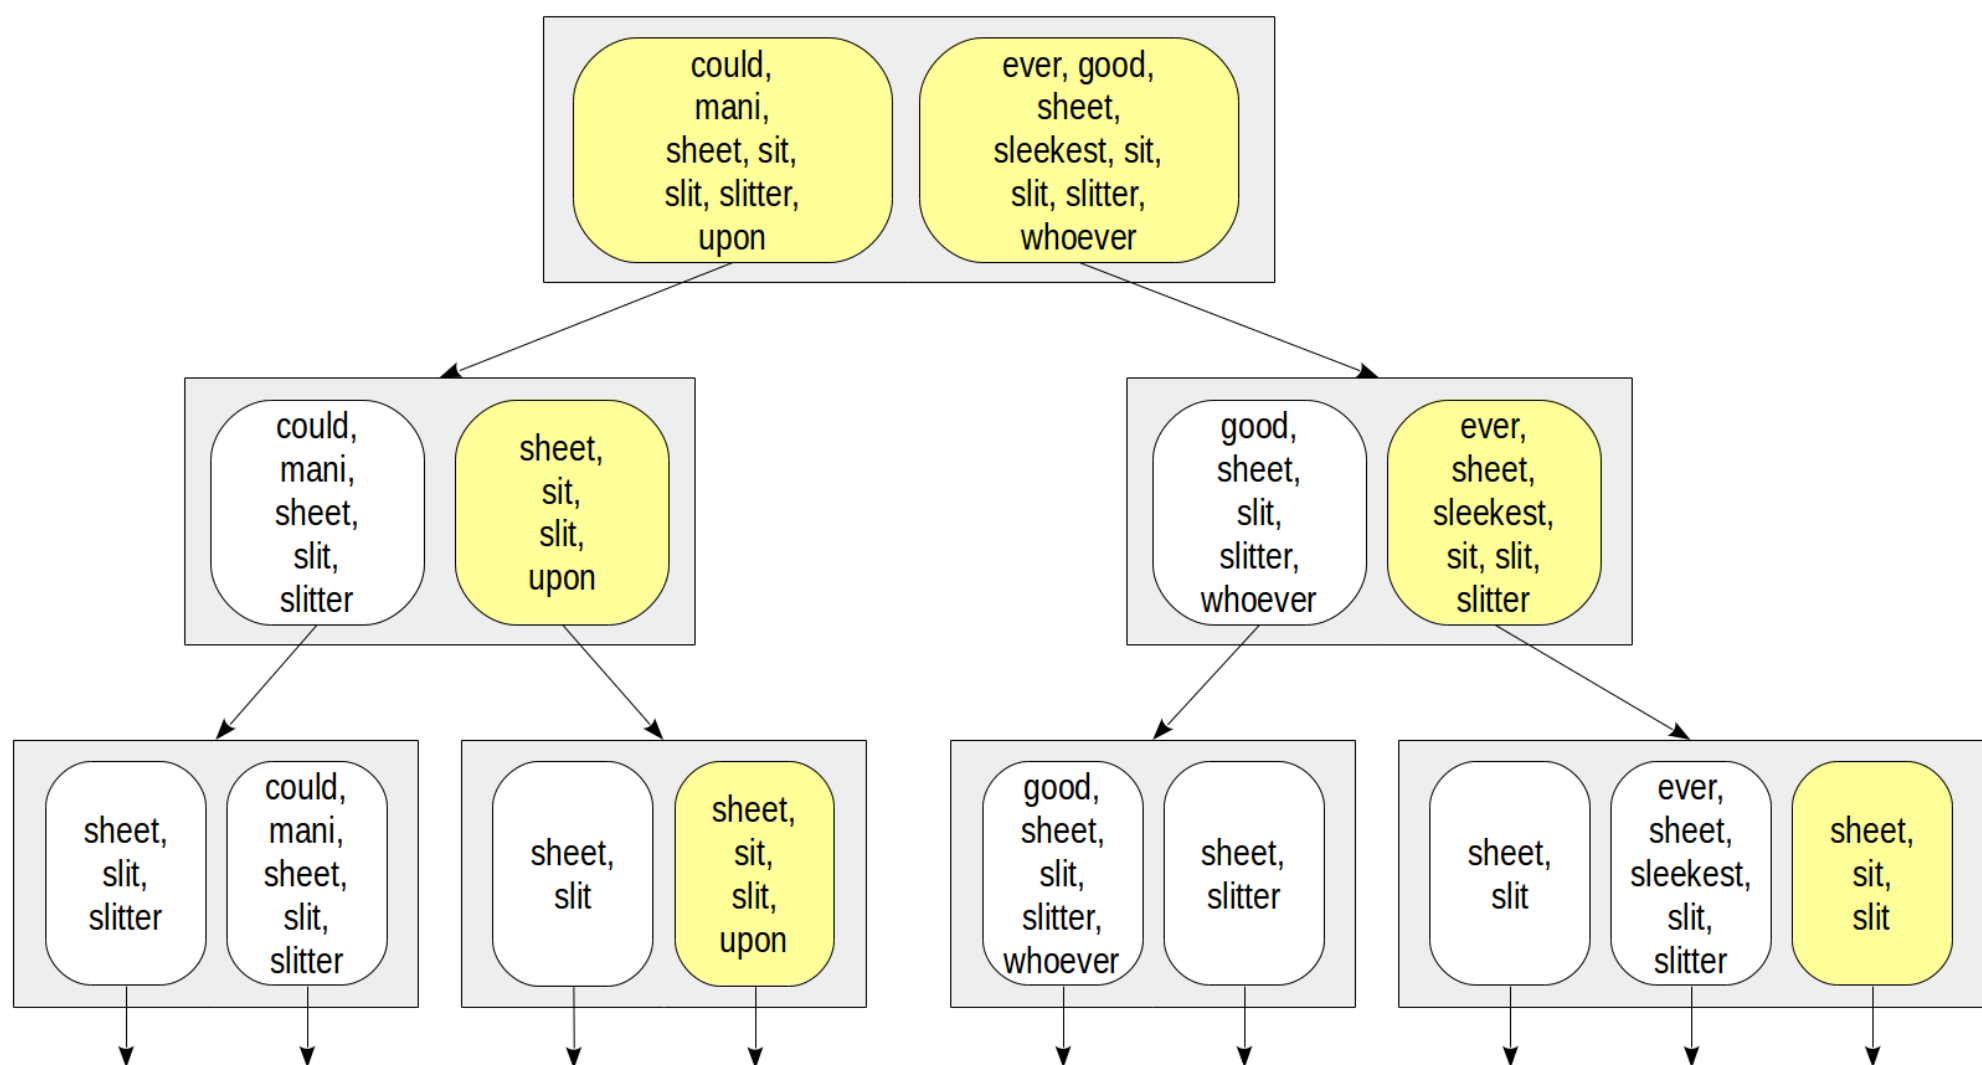 could,
mani,
sheet, sit,
slit, slitter,
upon
ever, good,
sheet,
sleekest, sit,
slit, slitter,
whoever
could,
mani,
sheet,
slit,
slitter
sheet,
sit,
slit,
upon
good,
sheet,
slit,
slitter,
whoever
ever,
sheet,
sleekest,
sit, slit,
slitter
sheet,
slit,
slitter
could,
mani,
sheet,
slit,
slitter
sheet,
slit
sheet,
sit,
slit,
upon
good,
sheet,
slit,
slitter,
whoever
sheet,
slitter
sheet,
slit
ever,
sheet,
sleekest,
slit,
slitter
sheet,
sit,
slit